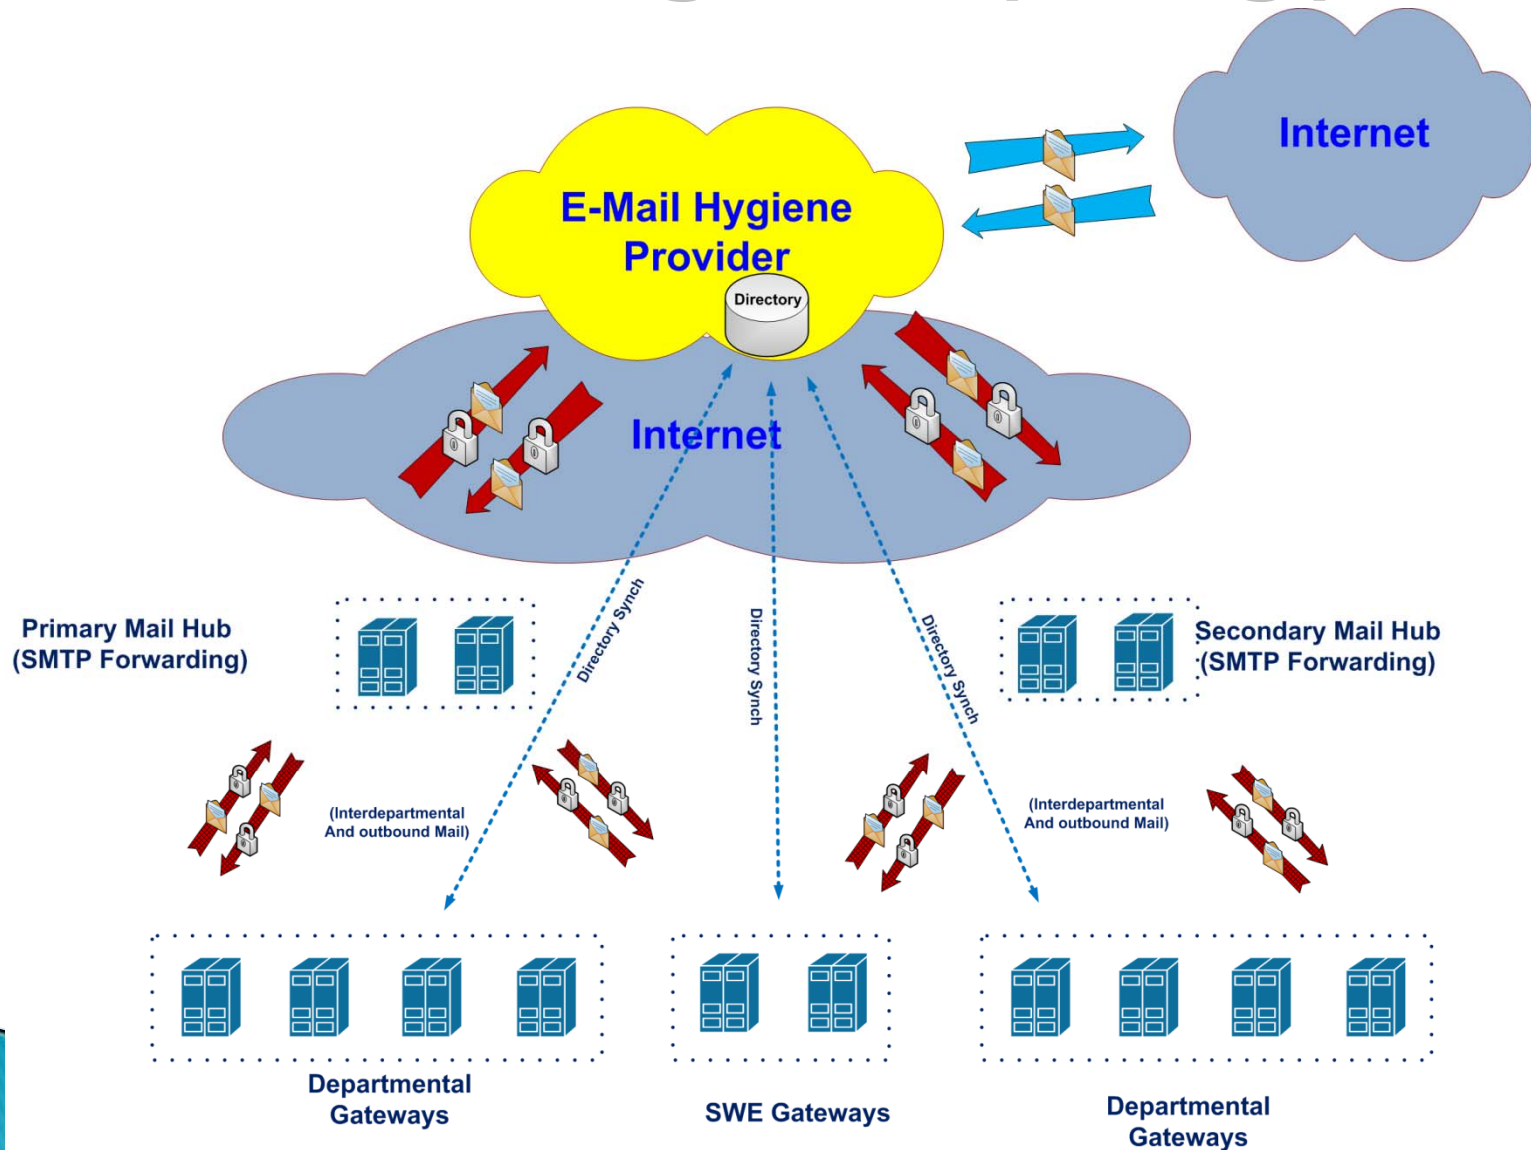 Internet
E-Mail Hygiene
Provider
Directory
Internet
Directory Synch
Directory Synch
Directory Synch
Primary Mail Hub
(SMTP Forwarding)
Secondary Mail Hub
(SMTP Forwarding)
(Interdepartmental
And outbound Mail)
(Interdepartmental
And outbound Mail)
Departmental
Gateways
SWE Gateways
Departmental
Gateways